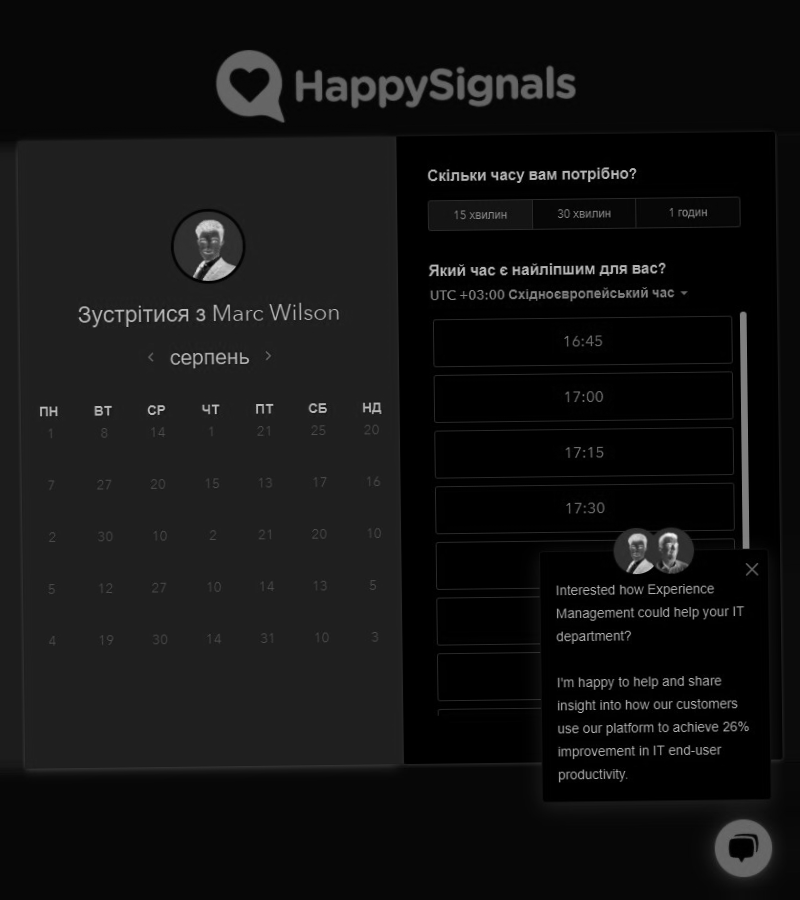 HappySignals
Зустрітися з Marc Wilson
серпень
ПН ВТ СР ЧТ ПТ СБ НД
1 8 14 1 21 25 20
7 27 20 15 13 17 16
2 30 10 2 21 20 10
5 12 27 10 14 13 5
4 19 30 14 31 10 3
Скільки часу вам потрібно?
15 хвилин 30 хвилин 1 годин
Який час є найліпшим для вас?
UTC +03:00 Східноєвропейський час
16:45
17:00
17:15
17:30
Interested how Experience
Management could help your IT
department?
I'm happy to help and share
insight into how our customers
use our platform to achieve 26%
improvement in IT end-user
productivity.